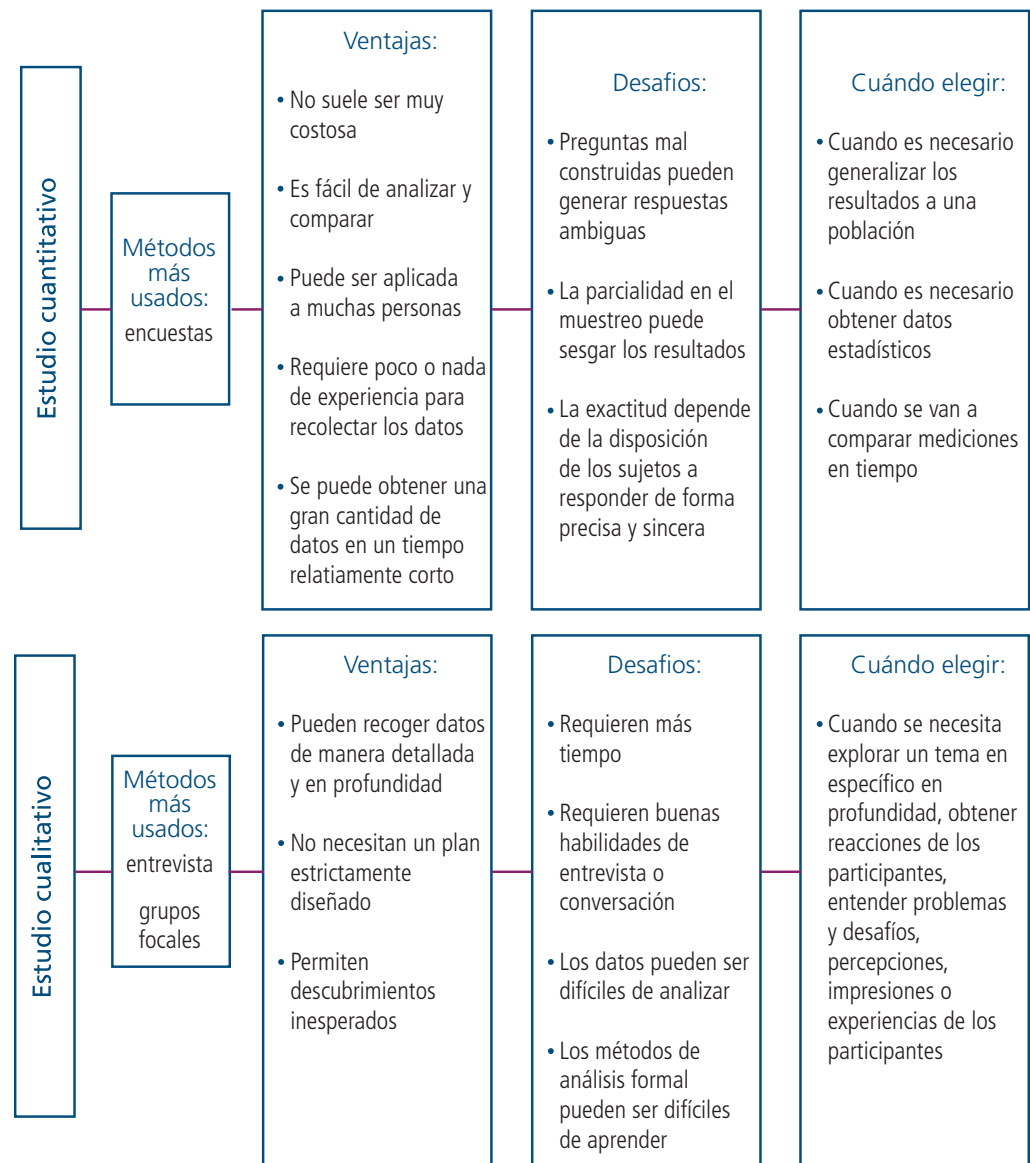 Estudio cuantitativo
Métodos
más
usados:
encuestas
Ventajas:
• No suele ser muy
costosa
• Es fácil de analizar y
comparar
• Puede ser aplicada
a muchas personas
• Requiere poco o nada
de experiencia para
recolectar los datos
• Se puede obtener una
gran cantidad de
datos en un tiempo
relatiamente corto
Desafios:
• Preguntas mal
construidas pueden
generar respuestas
ambiguas
• La parcialidad en el
muestreo puede
sesgar los resultados
• La exactitud depende
de la disposición
de los sujetos a
responder de forma
precisa y sincera
Cuándo elegir:
• Cuando es necesario
generalizar los
resultados a una
población
• Cuando es necesario
obtener datos
estadísticos
• Cuando se van a
comparar mediciones
en tiempo
Estudio cualitativo
Métodos
más
usados:
entrevista
grupos
focales
Ventajas:
• Pueden recoger datos
de manera detallada
y en profundidad
• No necesitan un plan
estrictamente
diseñado
• Permiten
descubrimientos
inesperados
Desafios:
• Requieren más
tiempo
• Requieren buenas
habilidades de
entrevista o
conversación
• Los datos pueden ser
difíciles de analizar
• Los métodos de
análisis formal
pueden ser difíciles
de aprender
Cuándo elegir:
• Cuando se necesita
explorar un tema en
específico en
profundidad, obtener
reacciones de los
participantes,
entender problemas
y desafíos,
percepciones,
impresiones o
experiencias de los
participantes